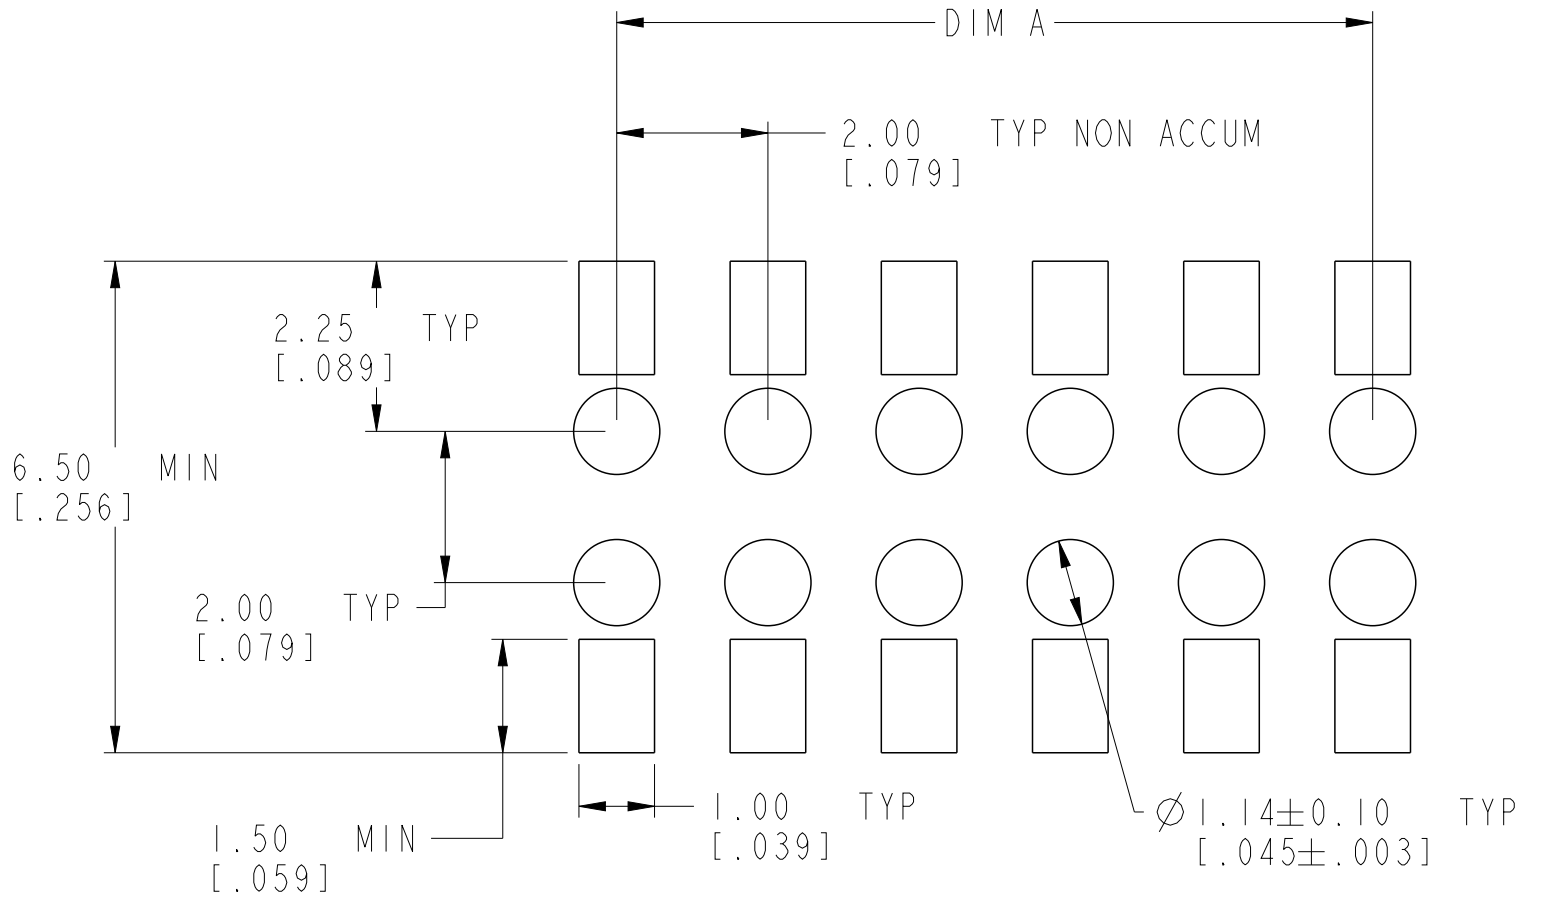 DIM A
2.00 TYP NON ACCUM
[.079]
2.25 TYP
[.089]
6.50 MIN
[.256]
2.00 TYP
[.079]
1.00 TYP
[.039]
Ø1.14±0.10 TYP
[.045±.003]
1.50 MIN
[.059]